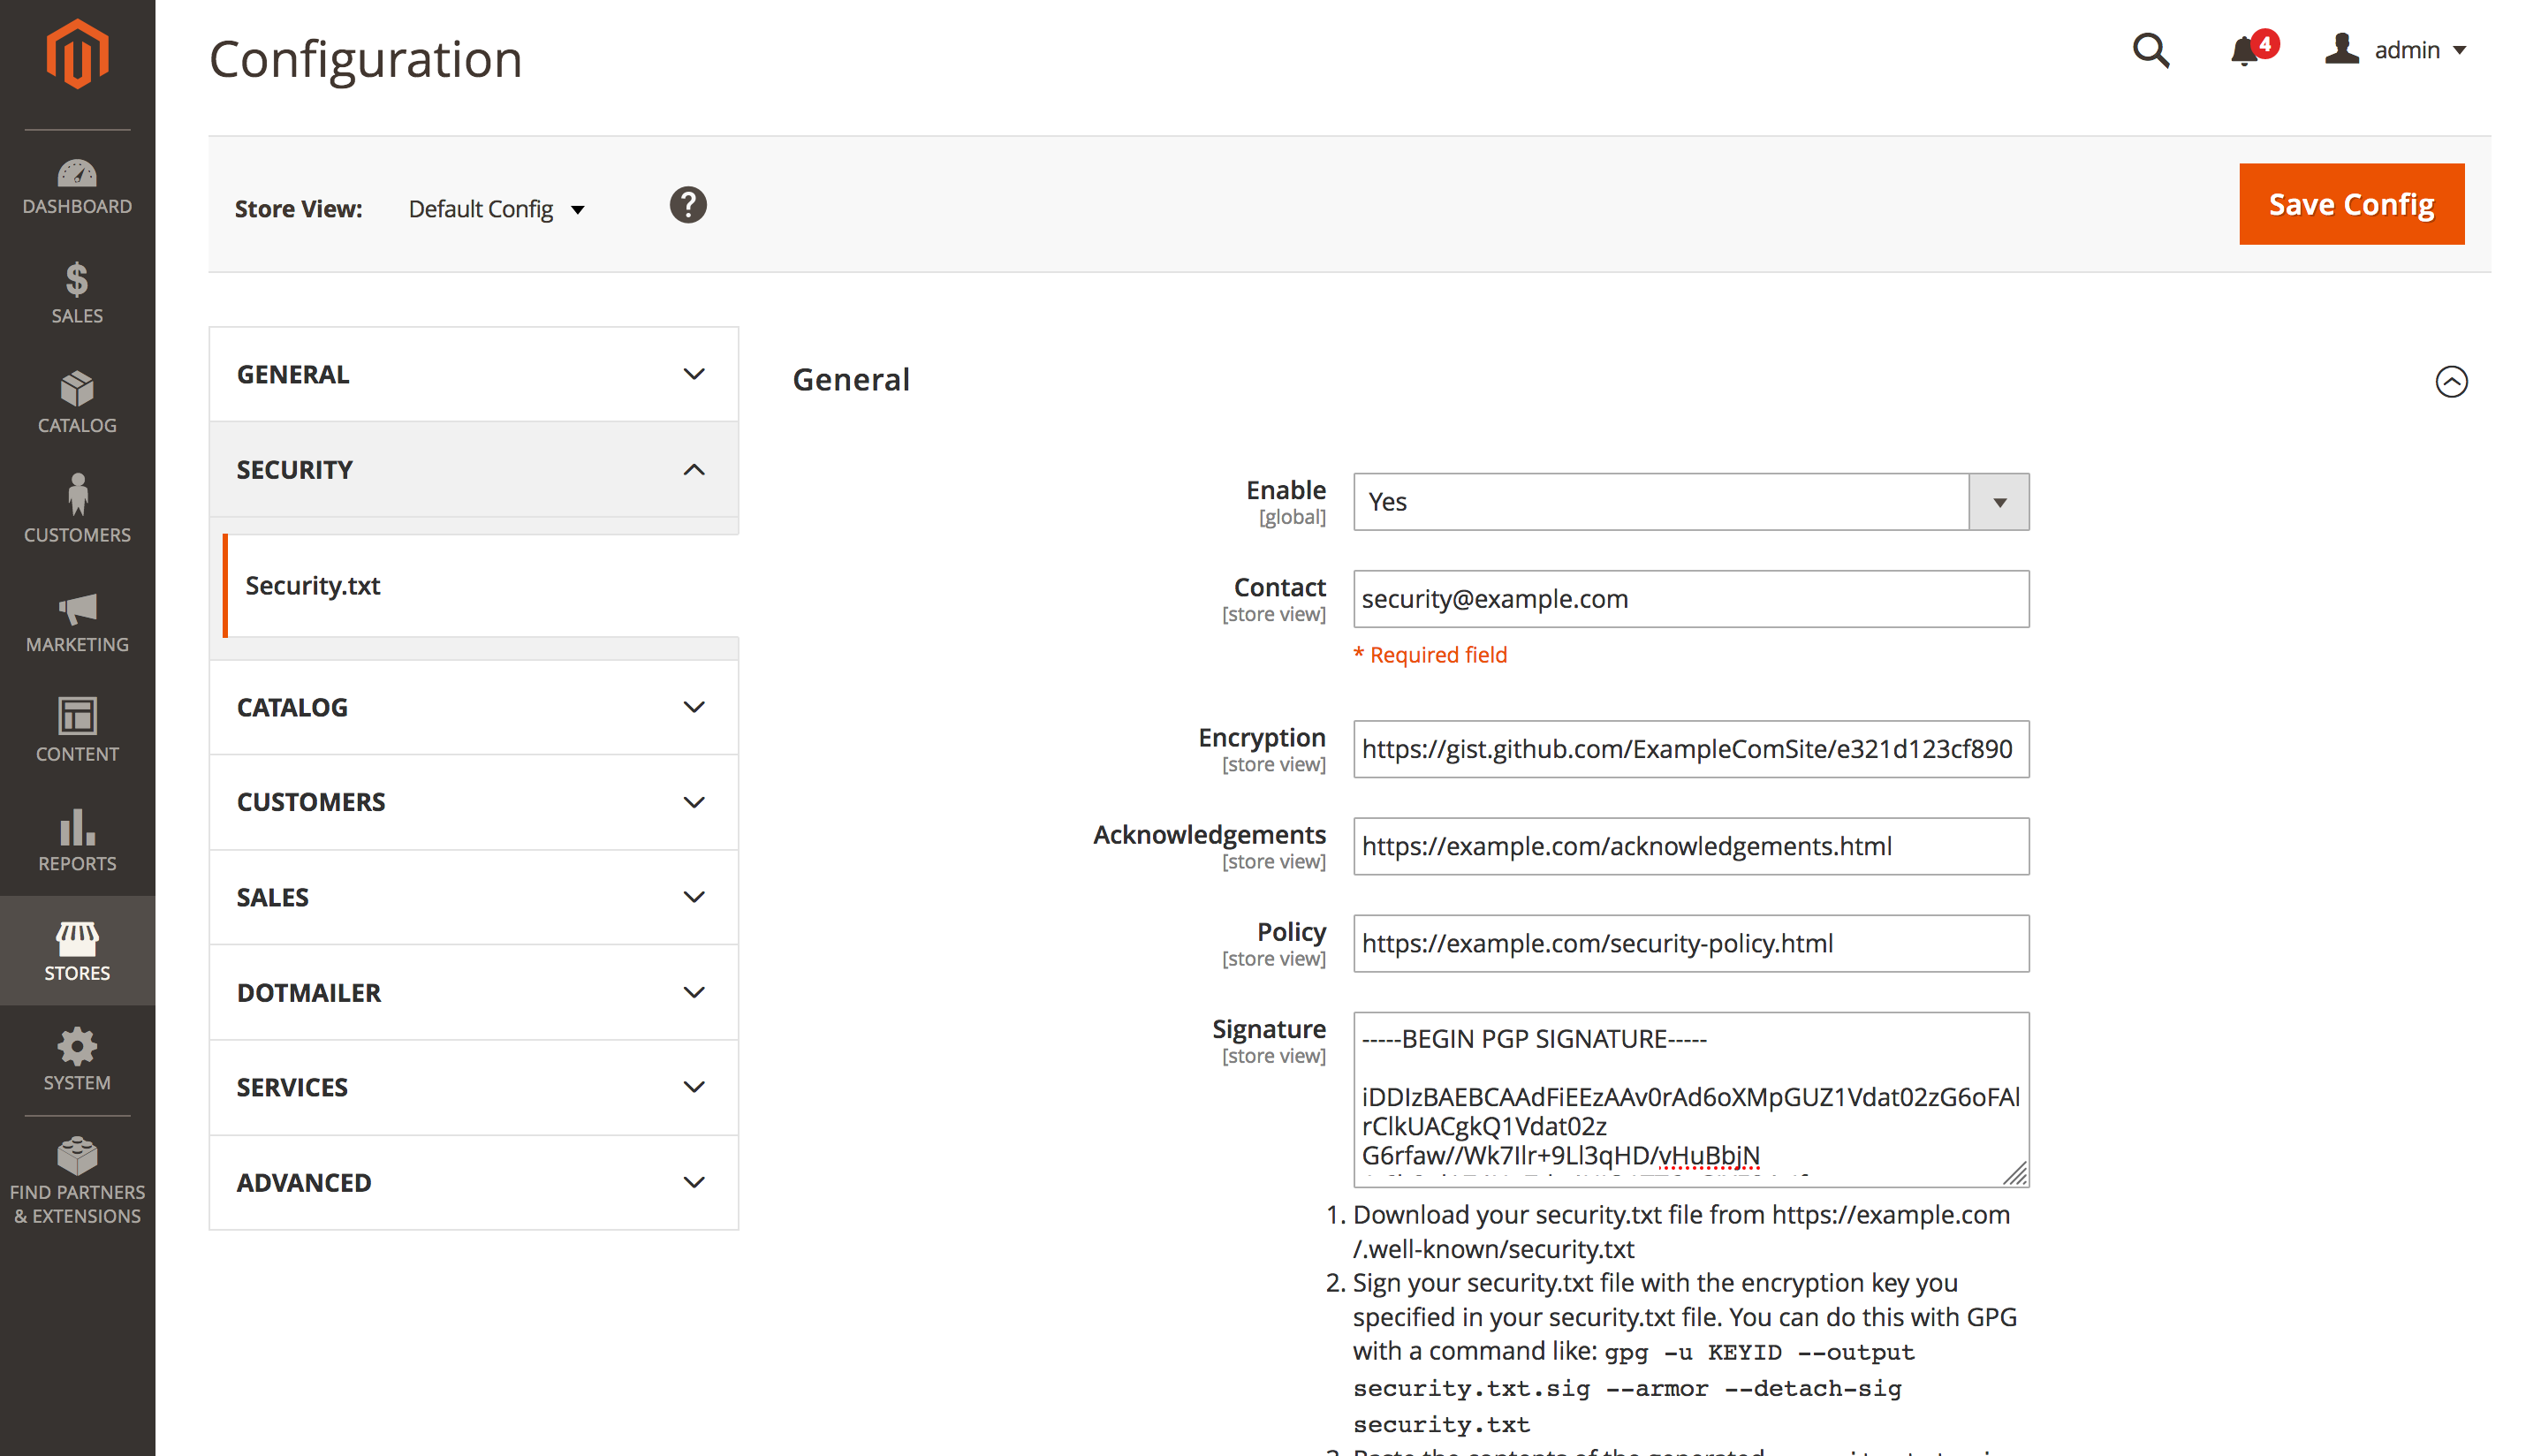 Configuration
4
admin
DASHBOARD
SALES
CATALOG
CUSTOMERS
MARKETING
CONTENT
REPORTS
STORES
SYSTEM
FIND PARTNERS
& EXTENSIONS
Store View: Default Config ?
Save Config
GENERAL
SECURITY
Security.txt
CATALOG
CUSTOMERS
SALES
DOTMAILER
SERVICES
ADVANCED
General
Enable
[global]
Yes
Contact
[store view]
security@example.com
* Required field
Encryption
[store view]
https://gist.github.com/ExampleComSite/e321d123cf890
Acknowledgements
[store view]
https://example.com/acknowledgements.html
Policy
[store view]
https://example.com/security-policy.html
Signature
[store view]
-----BEGIN PGP SIGNATURE-----
iDDIzBAEBCAAdFiEEzAAv0rAd6oXMpGUZ1Vdat02zG6oFAl
rClkUACgkQ1Vdat02z
G6rfaw//Wk7Ilr+9Ll3qHD/vHuBbjN
1. Download your security.txt file from https://example.com
/.well-known/security.txt
2. Sign your security.txt file with the encryption key you
specified in your security.txt file. You can do this with GPG
with a command like: gpg -u KEYID --output
security.txt.sig --armor --detach-sig
security.txt